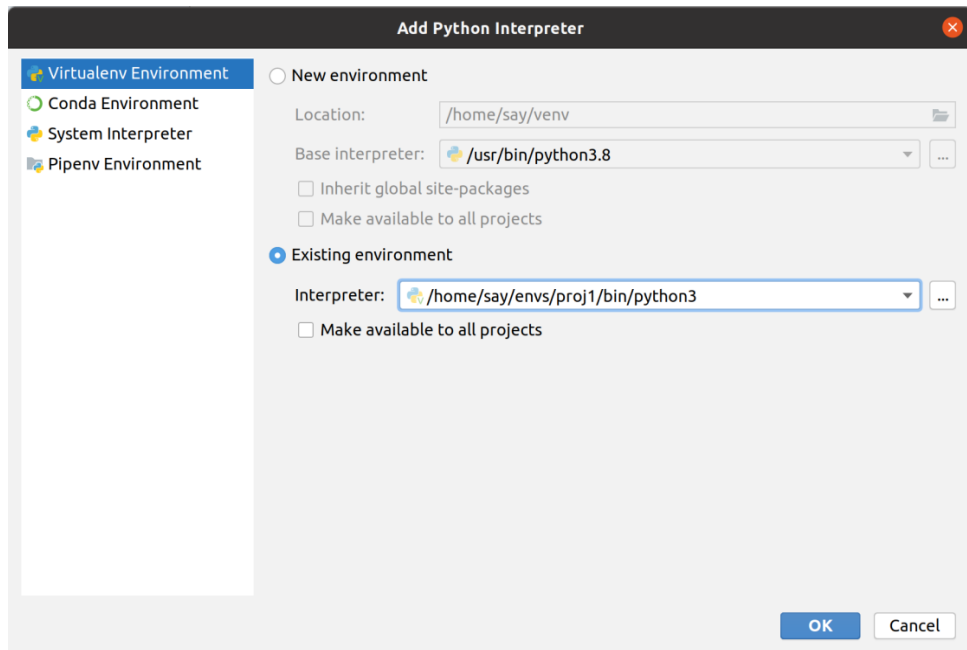 Add Python Interpreter
Virtualenv Environment
Conda Environment
System Interpreter
Pipenv Environment
New environment
Location: /home/say/venv
Base interpreter: /usr/bin/python3.8 ...
Inherit global site-packages
Make available to all projects
Existing environment
Interpreter: /home/say/envs/proj1/bin/python3 ...
Make available to all projects
OK Cancel